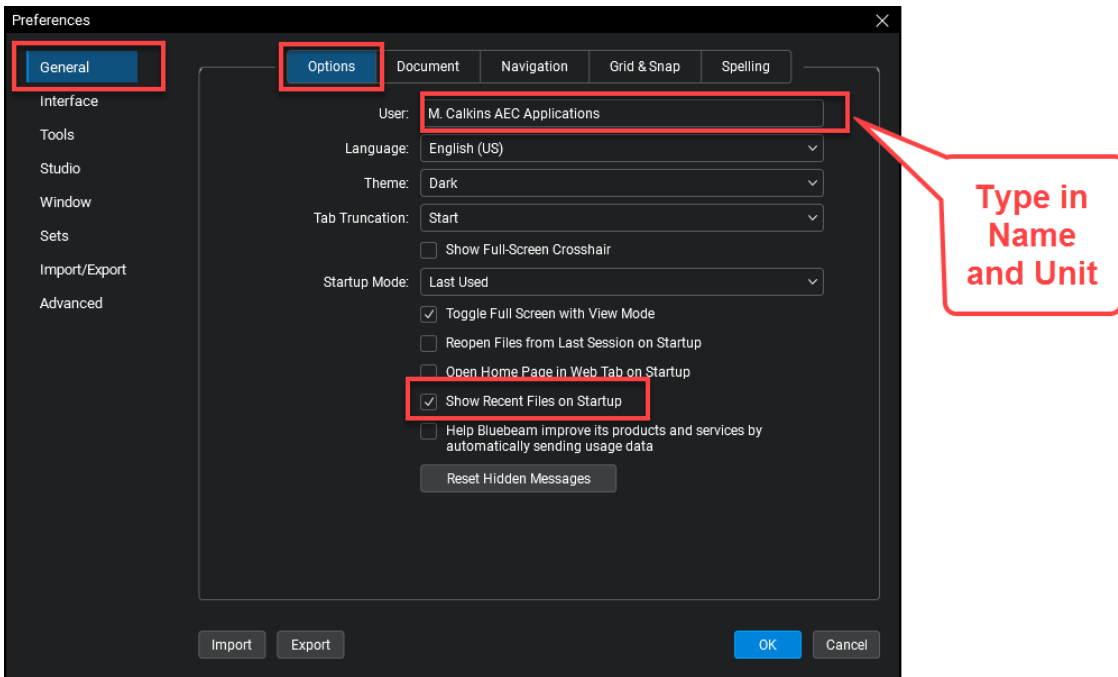 Preferences
General
Interface
Tools
Studio
Window
Sets
Import/Export
Advanced
Options Document Navigation Grid & Snap Spelling
User: M. Calkins AEC Applications
Language: English (US)
Theme: Dark
Tab Truncation: Start
Show Full-Screen Crosshair
Startup Mode: Last Used
Toggle Full Screen with View Mode
Reopen Files from Last Session on Startup
Open Home Page in Web Tab on Startup
Show Recent Files on Startup
Help Bluebeam improve its products and services by
automatically sending usage data
Reset Hidden Messages
Import Export OK Cancel
Type in
Name
and Unit